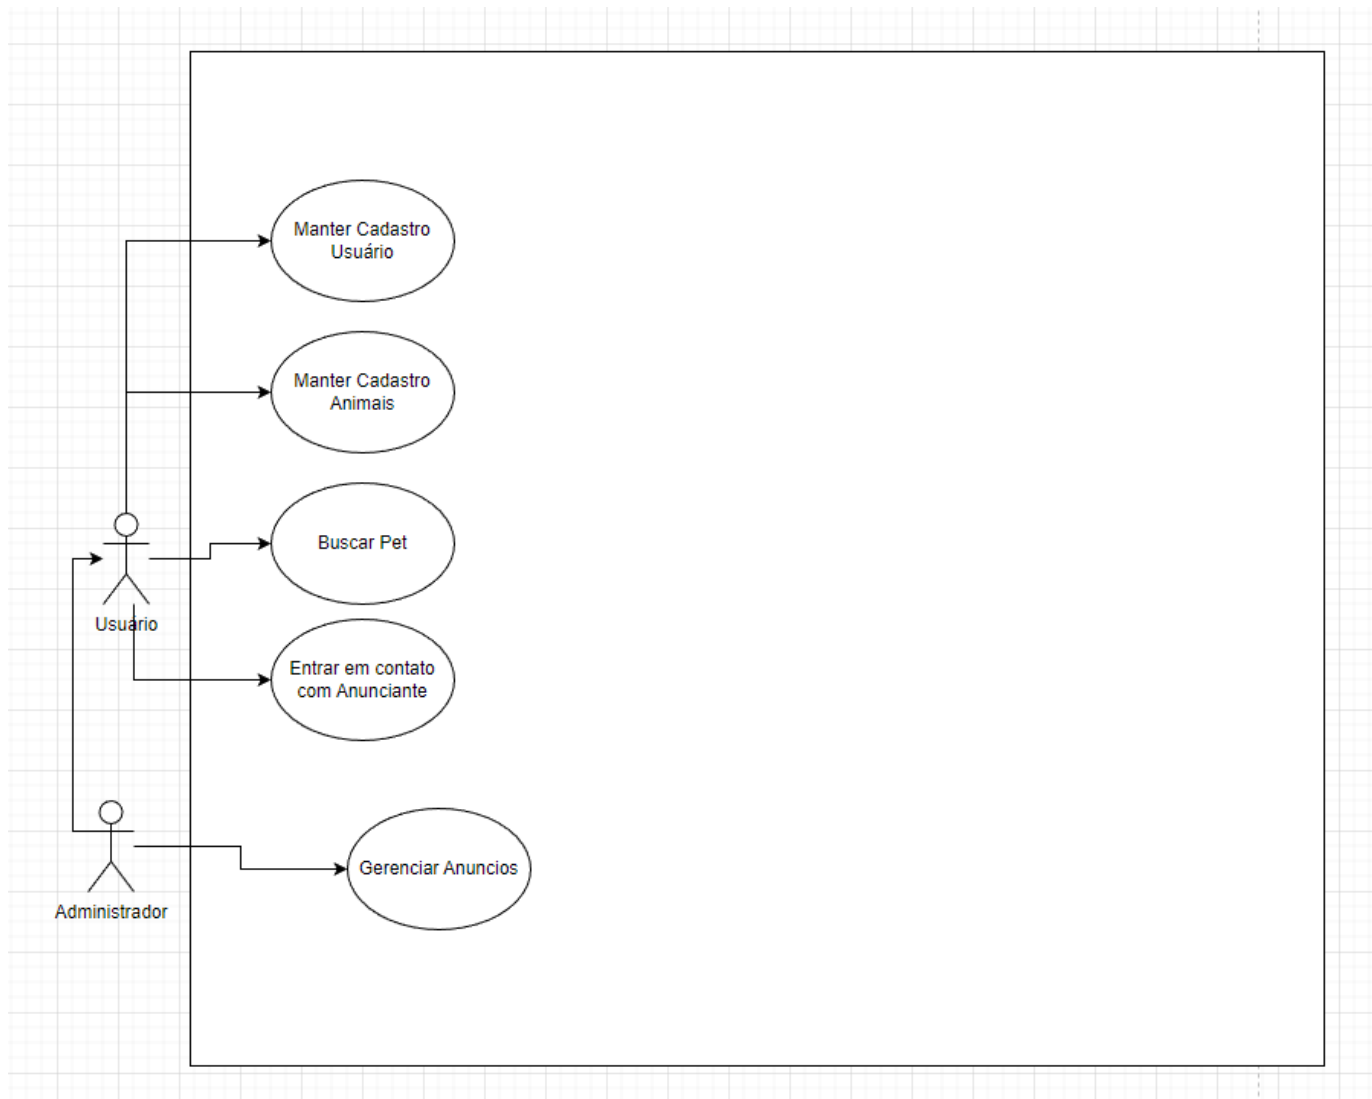 Manter Cadastro
Usuário
Manter Cadastro
Animais
Buscar Pet
Usuário
Entrar em contato
com Anunciante
Gerenciar Anuncios
Administrador